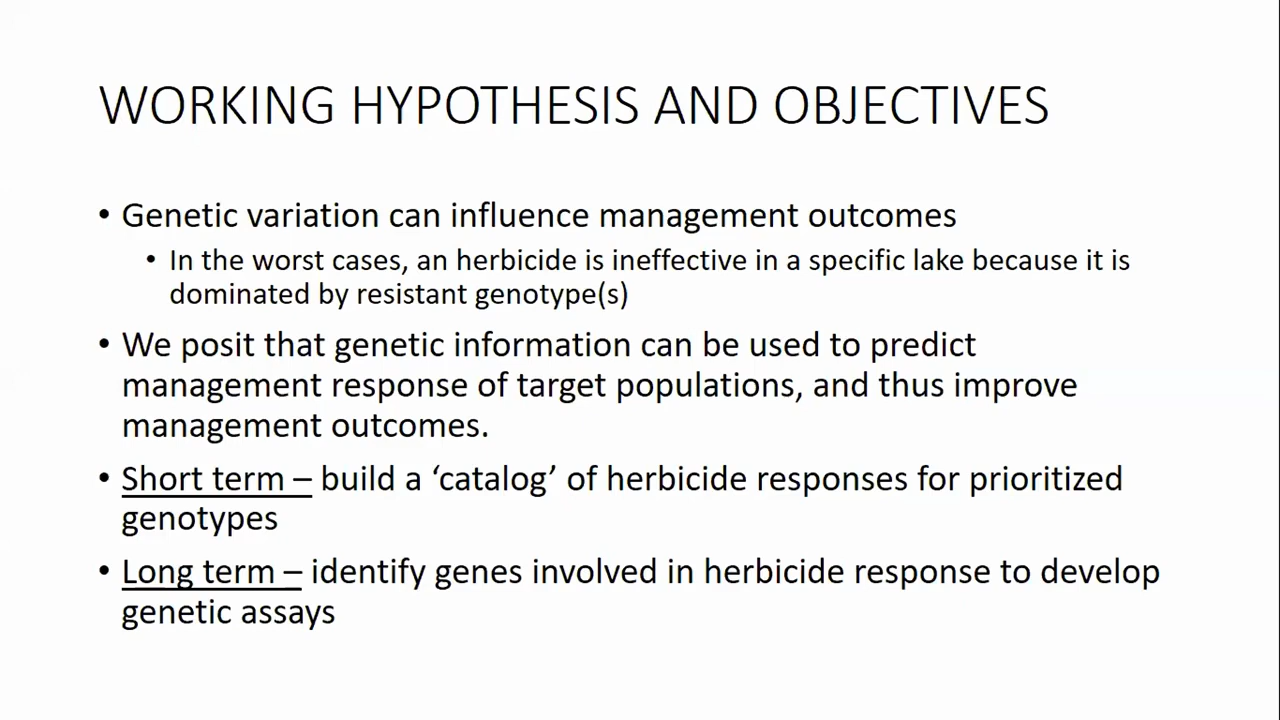 WORKING HYPOTHESIS AND OBJECTIVES
• Genetic variation can influence management outcomes
• In the worst cases, an herbicide is ineffective in a specific lake because it is
dominated by resistant genotype(s)
• We posit that genetic information can be used to predict
management response of target populations, and thus improve
management outcomes.
• Short term – build a ‘catalog’ of herbicide responses for prioritized
genotypes
• Long term – identify genes involved in herbicide response to develop
genetic assays